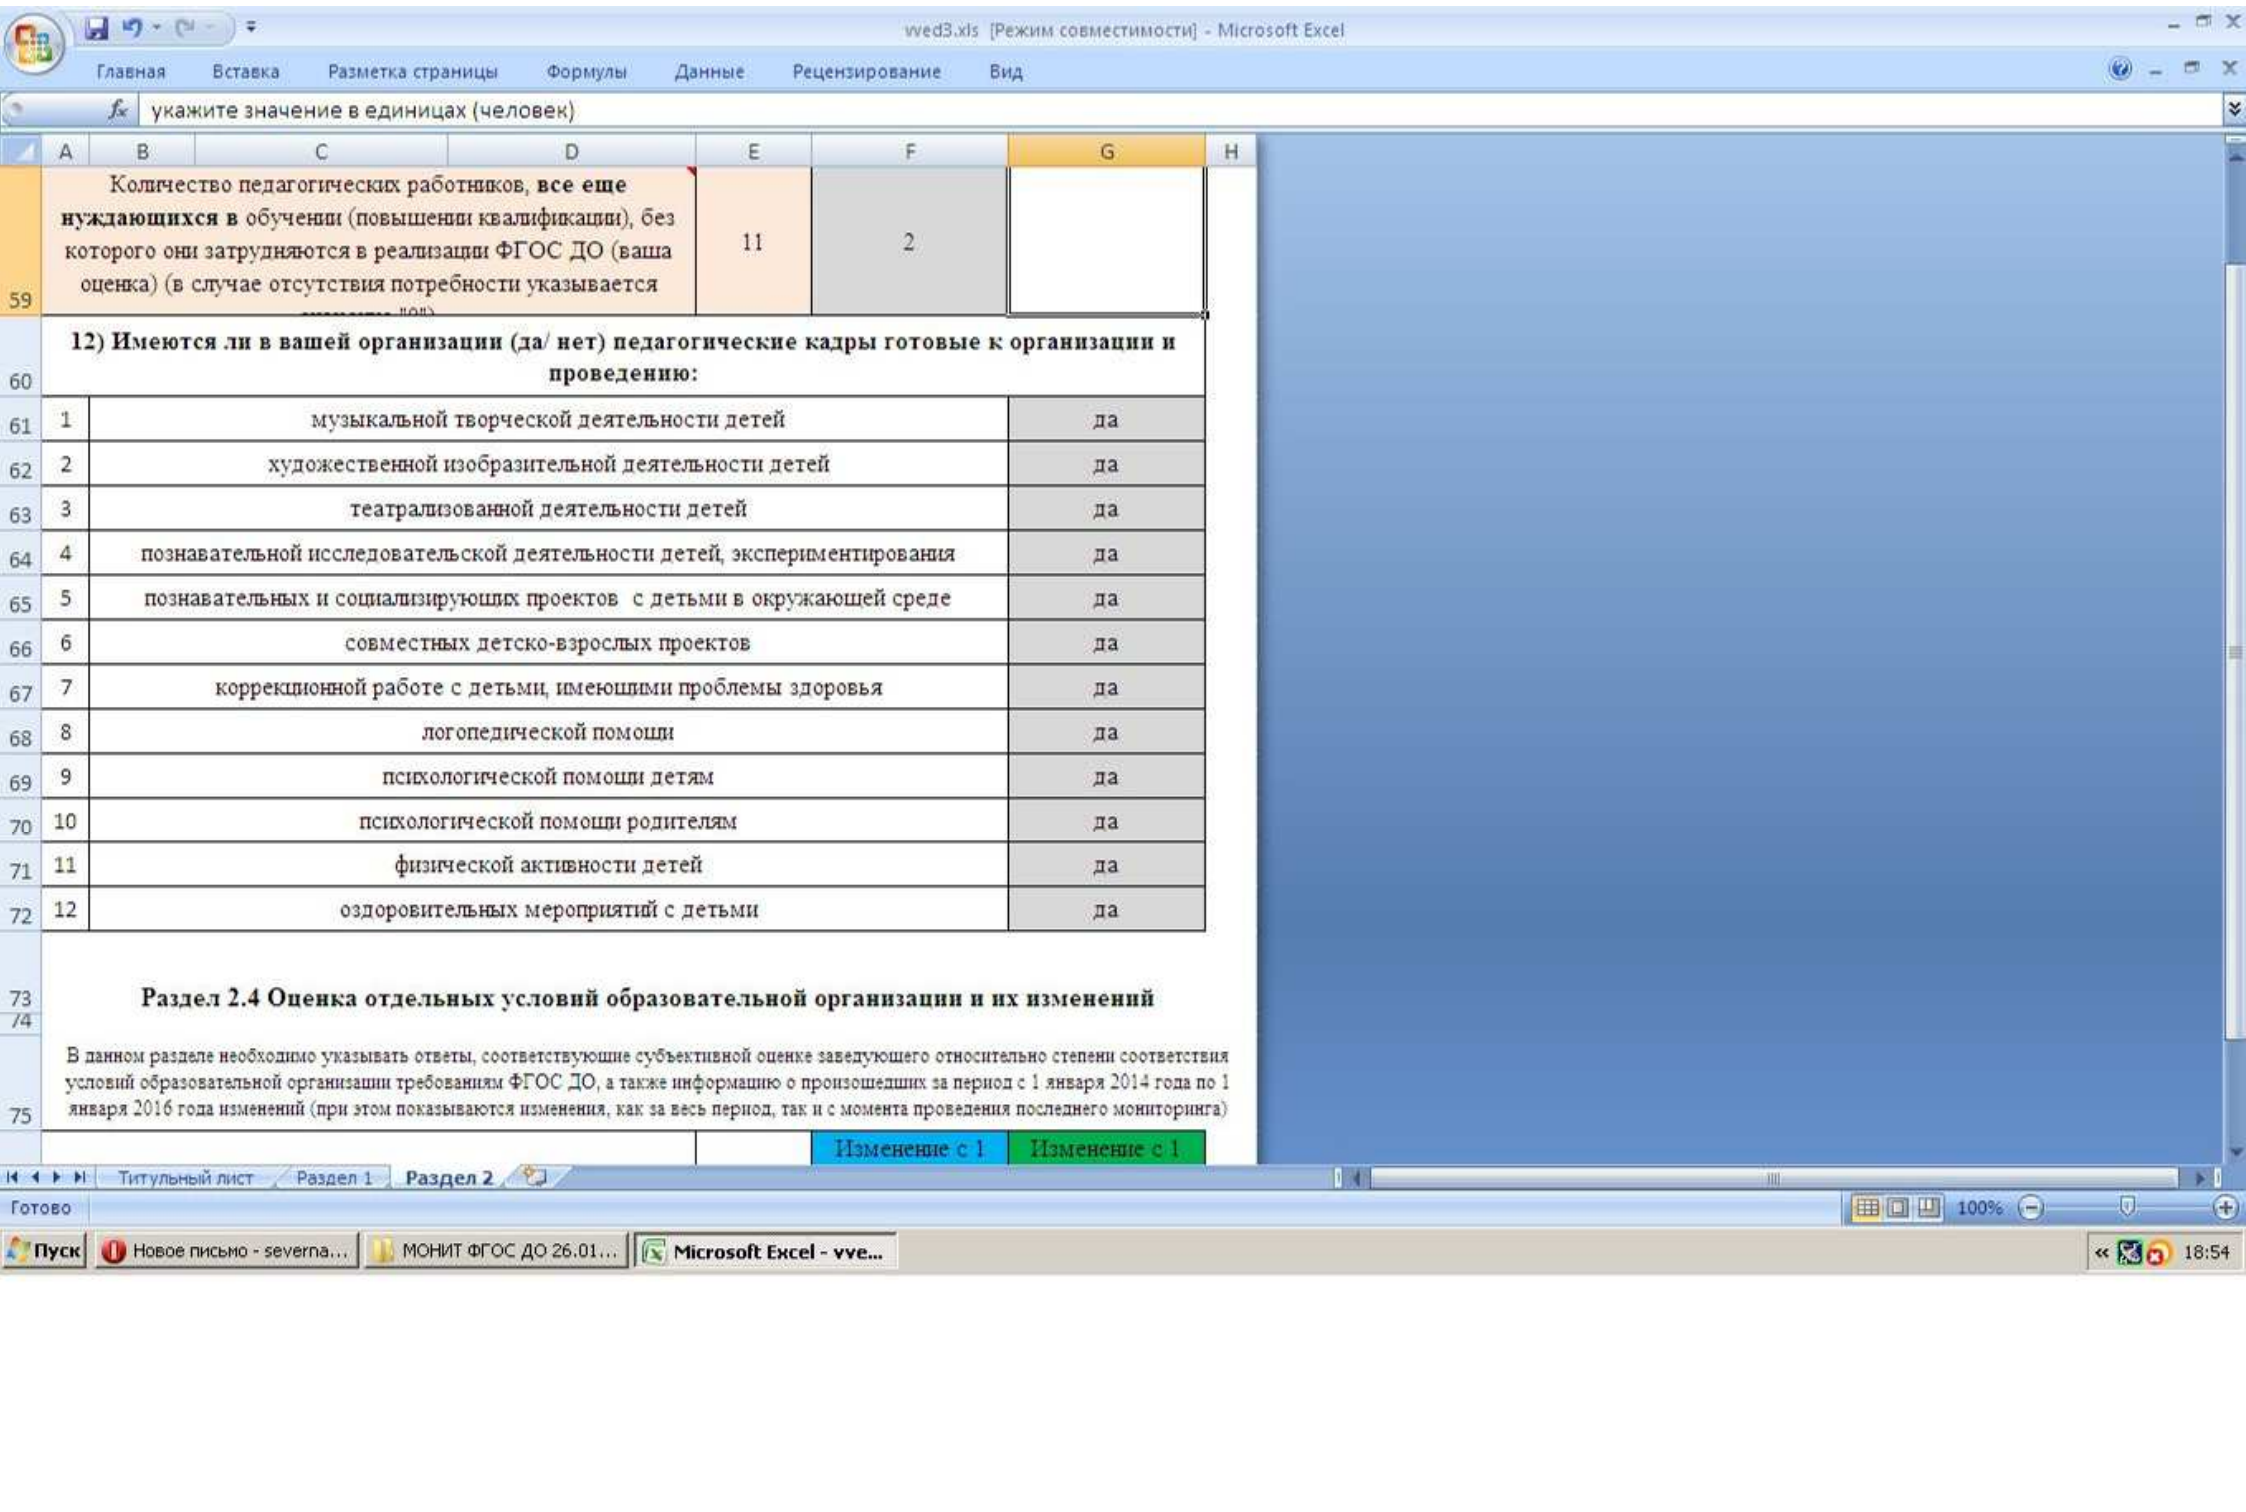 vved3.xls [Режим совместимости] - Microsoft Excel
Главная Вставка Разметка страницы Формулы Данные Рецензирование Вид
fx укажите значение в единицах (человек)
A B C D E F G H
Количество педагогических работников, все еще
нуждающихся в обучении (повышении квалификации), без
которого они затрудняются в реализации ФГОС ДО (ваша
оценка) (в случае отсутствия потребности указывается
11 2
59
12) Имеются ли в вашей организации (да/ нет) педагогические кадры готовые к организации и
проведению:
60
61 1 музыкальной творческой деятельности детей да
62 2 художественной изобразительной деятельности детей да
63 3 театрализованной деятельности детей да
64 4 познавательной исследовательской деятельности детей, экспериментирования да
65 5 познавательных и социализирующих проектов с детьми в окружающей среде да
66 6 совместных детско-взрослых проектов да
67 7 коррекционной работе с детьми, имеющими проблемы здоровья да
68 8 логопедической помощи да
69 9 психологической помощи детям да
70 10 психологической помощи родителям да
71 11 физической активности детей да
72 12 оздоровительных мероприятий с детьми да
73 Раздел 2.4 Оценка отдельных условий образовательной организации и их изменений
74
В данном разделе необходимо указывать ответы, соответствующие субъективной оценке заведующего относительно степени соответствия
условий образовательной организации требованиям ФГОС ДО, а также информацию о произошедших за период с 1 января 2014 года по 1
75 января 2016 года изменений (при этом показываются изменения, как за весь период, так и с момента проведения последнего мониторинга)
Изменение с 1 Изменение с 1
Титульный лист Раздел 1 Раздел 2
Готово 100%
Пуск Новое письмо - severna... МОНИТ ФГОС ДО 26.01... Microsoft Excel - vve... « 18:54